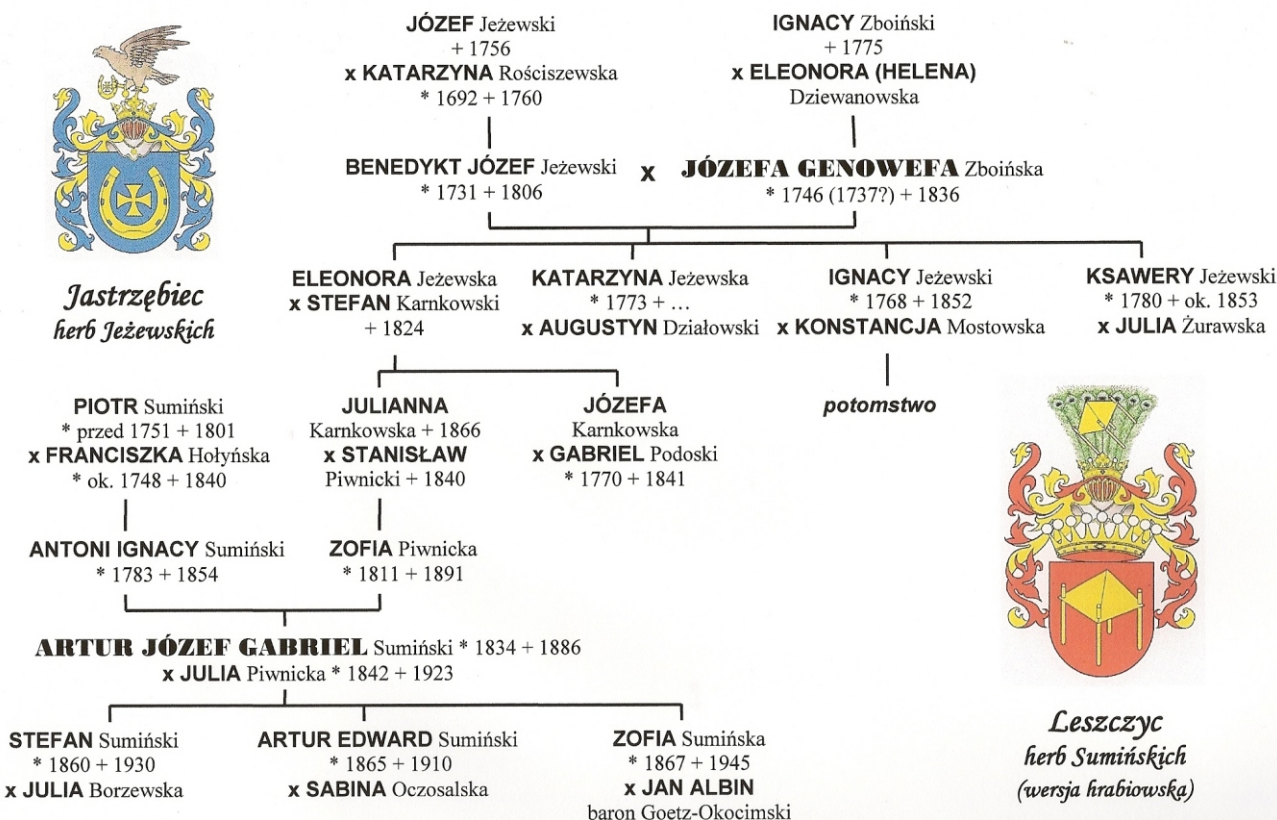 JÓZEF Jeżewski
+ 1756
x KATARZYNA Rościszewska
* 1692 + 1760
IGNACY Zboiński
+ 1775
x ELEONORA (HELENA)
Dziewanowska
BENEDYKT JÓZEF Jeżewski
* 1731 + 1806
x
JÓZEFA GENOWEFA Zboińska
* 1746 (1737?) + 1836
Jastrzębiec
herb Jeżewskich
ELEONORA Jeżewska
x STEFAN Karnkowski
+ 1824
KATARZYNA Jeżewska
* 1773 + ...
x AUGUSTYN Działowski
IGNACY Jeżewski
* 1768 + 1852
x KONSTANCJA Mostowska
KSAWERY Jeżewski
* 1780 + ok. 1853
x JULIA Żurawska
PIOTR Sumiński
* przed 1751 + 1801
x FRANCISZKA Hołyńska
* ok. 1748 + 1840
JULIANNA
Karnkowska + 1866
x STANISŁAW
Piwnicki + 1840
JÓZEFA
Karnkowska
x GABRIEL Podoski
* 1770 + 1841
potomstwo
ANTONI IGNACY Sumiński
* 1783 + 1854
ZOFIA Piwnicka
* 1811 + 1891
ARTUR JÓZEF GABRIEL Sumiński * 1834 + 1886
x JULIA Piwnicka * 1842 + 1923
STEFAN Sumiński
* 1860 + 1930
x JULIA Borzewska
ARTUR EDWARD Sumiński
* 1865 + 1910
x SABINA Oczosalska
ZOFIA Sumińska
* 1867 + 1945
x JAN ALBIN
baron Goetz-Okocimski
Leszczyc
herb Sumińskich
(wersja hrabiowska)